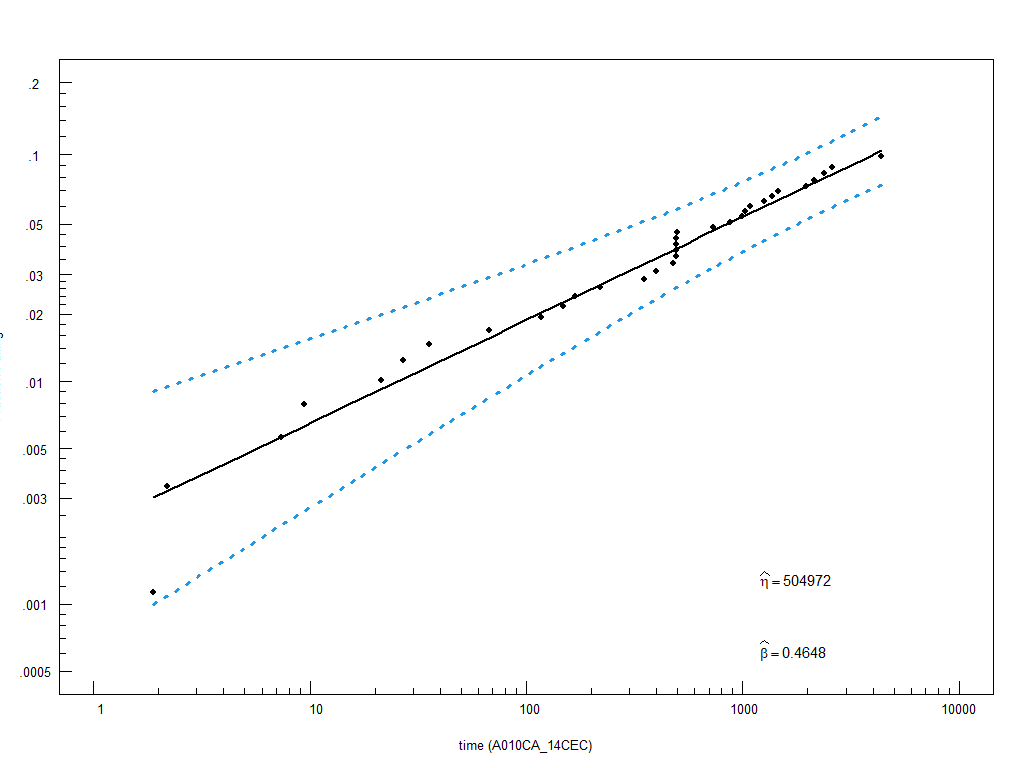 .2
.1
.05
.03
.02
.01
.005
.003
.001
.0005
η = 504972
β = 0.4648
1 10 100 1000 10000
time (A010CA_14CEC)